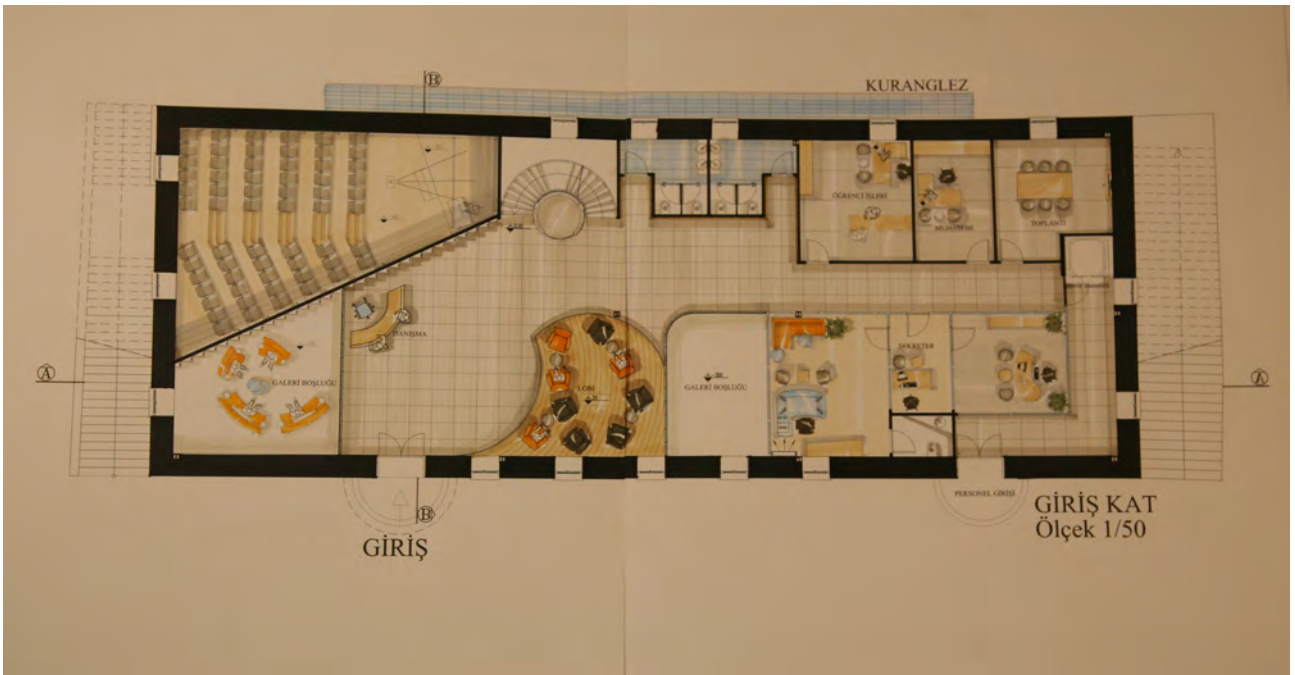 B
KURANGLEZ
ÖĞRENCİ İŞLERİ
MUHASEBE
TOPLANTI
DANIŞMA
SEKRETER
A
GALERİ BOŞLUĞU
LOBİ
GALERİ BOŞLUĞU
A
PERSONEL GİRİŞİ
B
GİRİŞ
GİRİŞ KAT
Ölçek 1/50